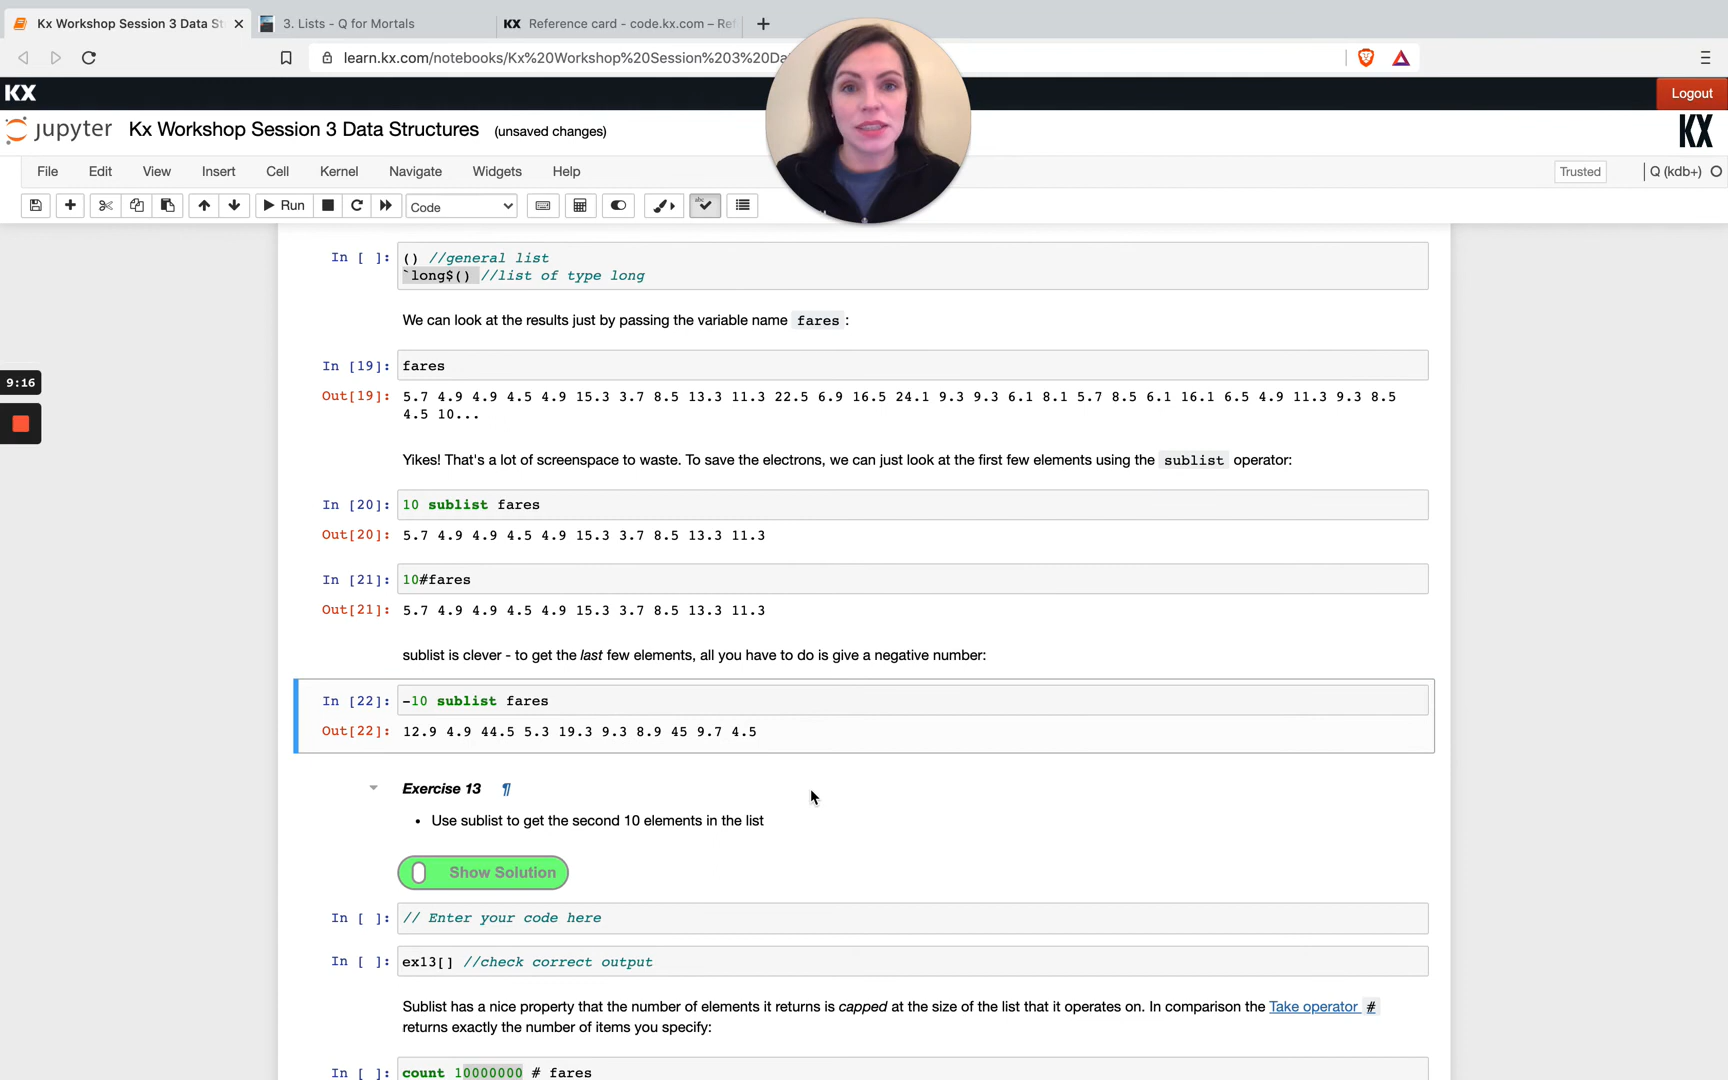 Kx Workshop Session 3 Data St
3. Lists - Q for Mortals
KX Reference card - code.kx.com – Ref
learn.kx.com/notebooks/Kx%20Workshop%20Session%203%20Da
KX
Logout
jupyter Kx Workshop Session 3 Data Structures (unsaved changes)
KX
File Edit View Insert Cell Kernel Navigate Widgets Help
Trusted
Q (kdb+)
Run
Code
In [ ]: () //general list
`long$() //list of type long
We can look at the results just by passing the variable name fares :
In [19]: fares
9:16
Out[19]: 5.7 4.9 4.9 4.5 4.9 15.3 3.7 8.5 13.3 11.3 22.5 6.9 16.5 24.1 9.3 9.3 6.1 8.1 5.7 8.5 6.1 16.1 6.5 4.9 11.3 9.3 8.5
4.5 10...
Yikes! That's a lot of screenspace to waste. To save the electrons, we can just look at the first few elements using the sublist operator:
In [20]: 10 sublist fares
Out[20]: 5.7 4.9 4.9 4.5 4.9 15.3 3.7 8.5 13.3 11.3
In [21]: 10#fares
Out[21]: 5.7 4.9 4.9 4.5 4.9 15.3 3.7 8.5 13.3 11.3
sublist is clever - to get the last few elements, all you have to do is give a negative number:
In [22]: -10 sublist fares
Out[22]: 12.9 4.9 44.5 5.3 19.3 9.3 8.9 45 9.7 4.5
Exercise 13 ¶
• Use sublist to get the second 10 elements in the list
Show Solution
In [ ]: // Enter your code here
In [ ]: ex13[] //check correct output
Sublist has a nice property that the number of elements it returns is capped at the size of the list that it operates on. In comparison the Take operator #
returns exactly the number of items you specify:
In [ ]: count 10000000 # fares